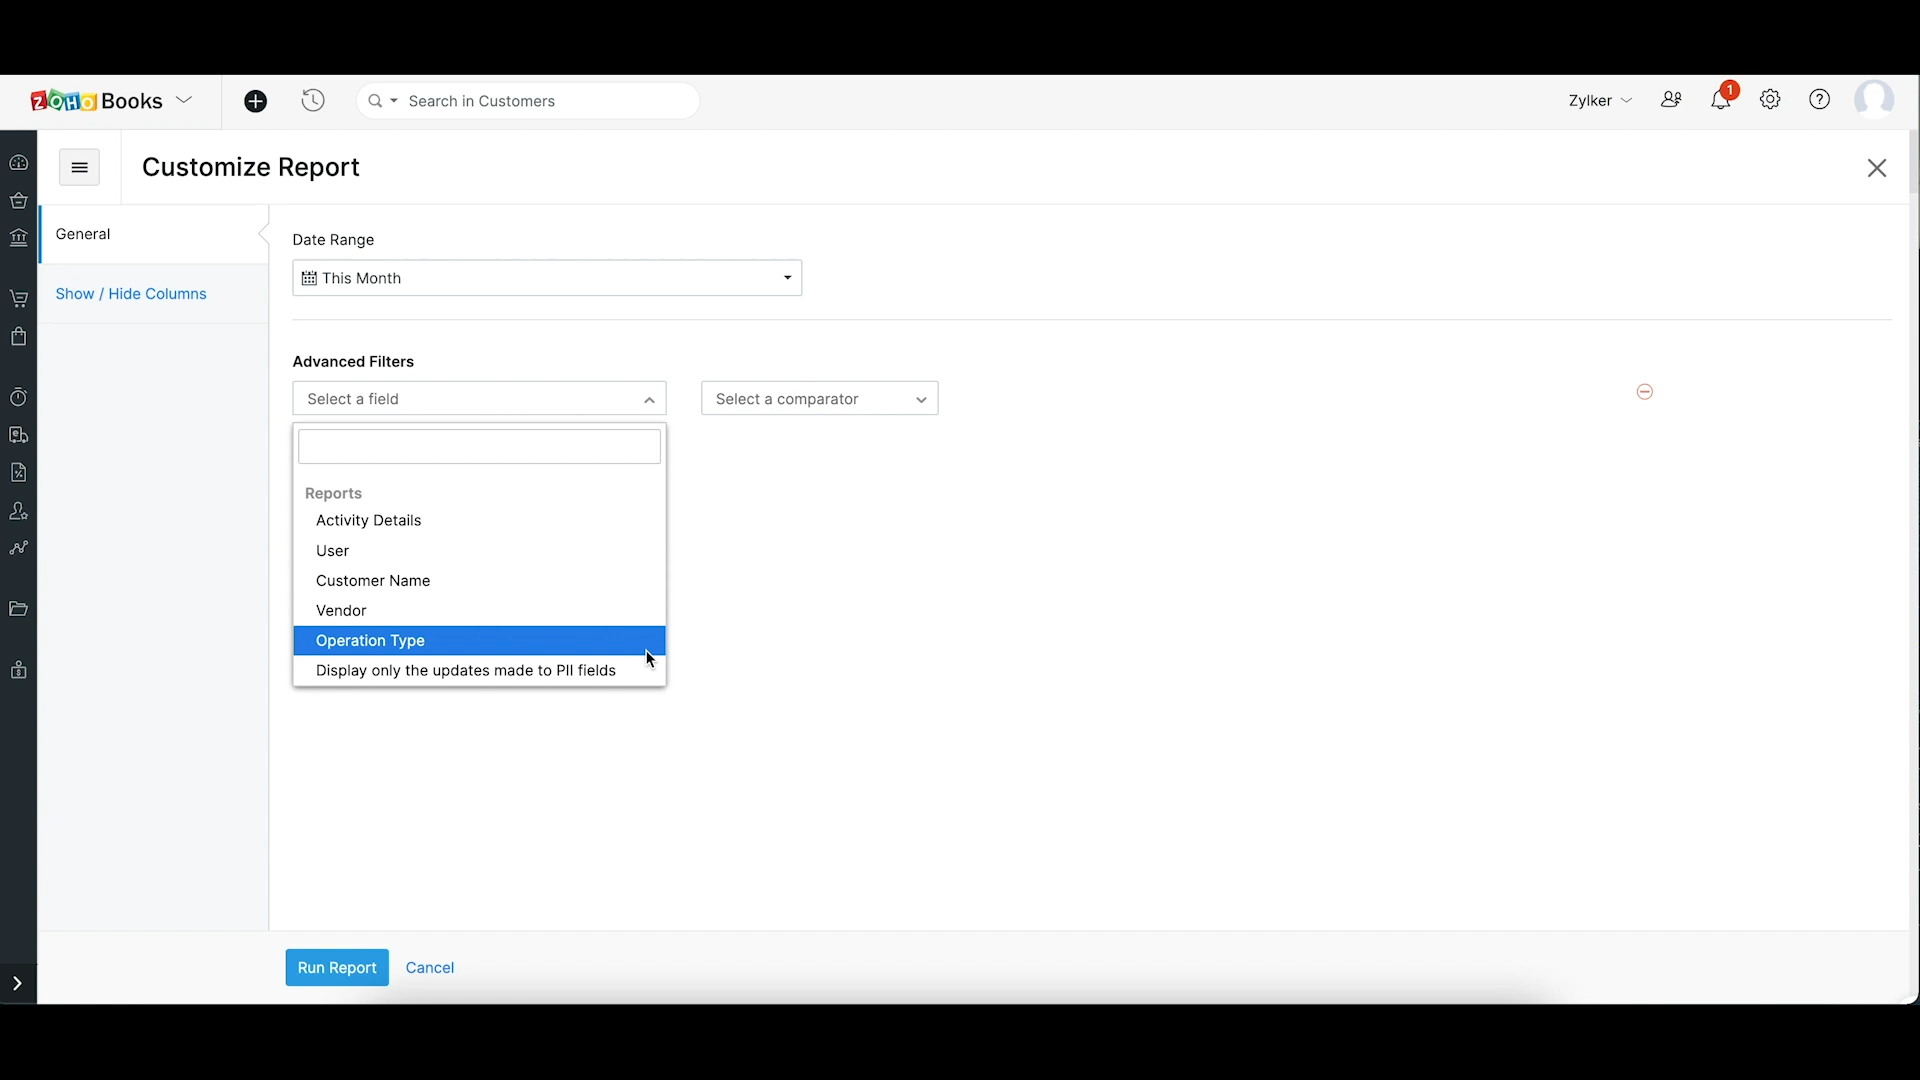 ZOHO Books
Search in Customers
Zylker
1
Customize Report
General
Show / Hide Columns
Date Range
This Month
Advanced Filters
Select a field
Select a comparator
Reports
Activity Details
User
Customer Name
Vendor
Operation Type
Display only the updates made to PII fields
Run Report
Cancel